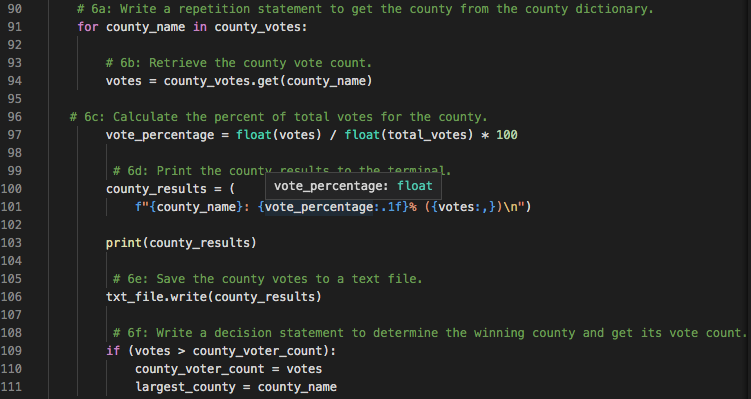 90 # 6a: Write a repetition statement to get the county from the county dictionary.
91 for county_name in county_votes:
92
93 # 6b: Retrieve the county vote count.
94 votes = county_votes.get(county_name)
95
96 # 6c: Calculate the percent of total votes for the county.
97 vote_percentage = float(votes) / float(total_votes) * 100
98
99 # 6d: Print the county results to the terminal.
vote_percentage: float
100 county_results = (
101 f"{county_name}: {vote_percentage:.1f}% ({votes:,})\n")
102
103 print(county_results)
104
105 # 6e: Save the county votes to a text file.
106 txt_file.write(county_results)
107
108 # 6f: Write a decision statement to determine the winning county and get its vote count.
109 if (votes > county_voter_count):
110 county_voter_count = votes
111 largest_county = county_name